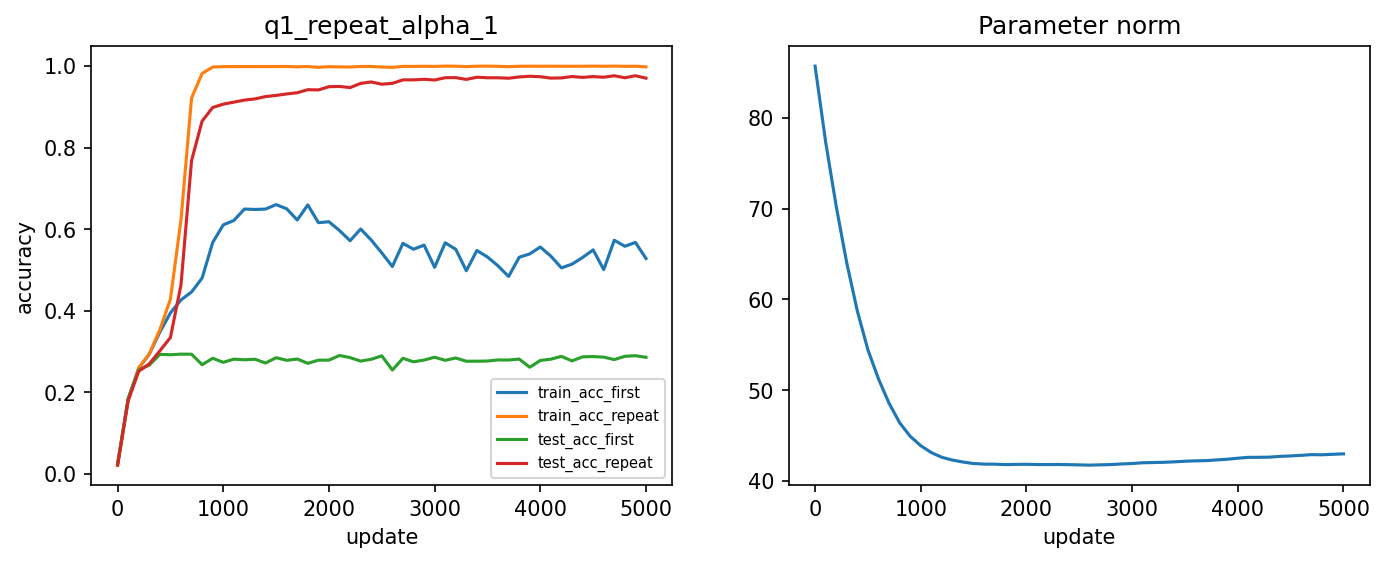 q1_repeat_alpha_1
accuracy
1.0
0.8
0.6
0.4
0.2
0.0
train_acc_first
train_acc_repeat
test_acc_first
test_acc_repeat
0 1000 2000 3000 4000 5000
update
Parameter norm
80
70
60
50
40
0 1000 2000 3000 4000 5000
update